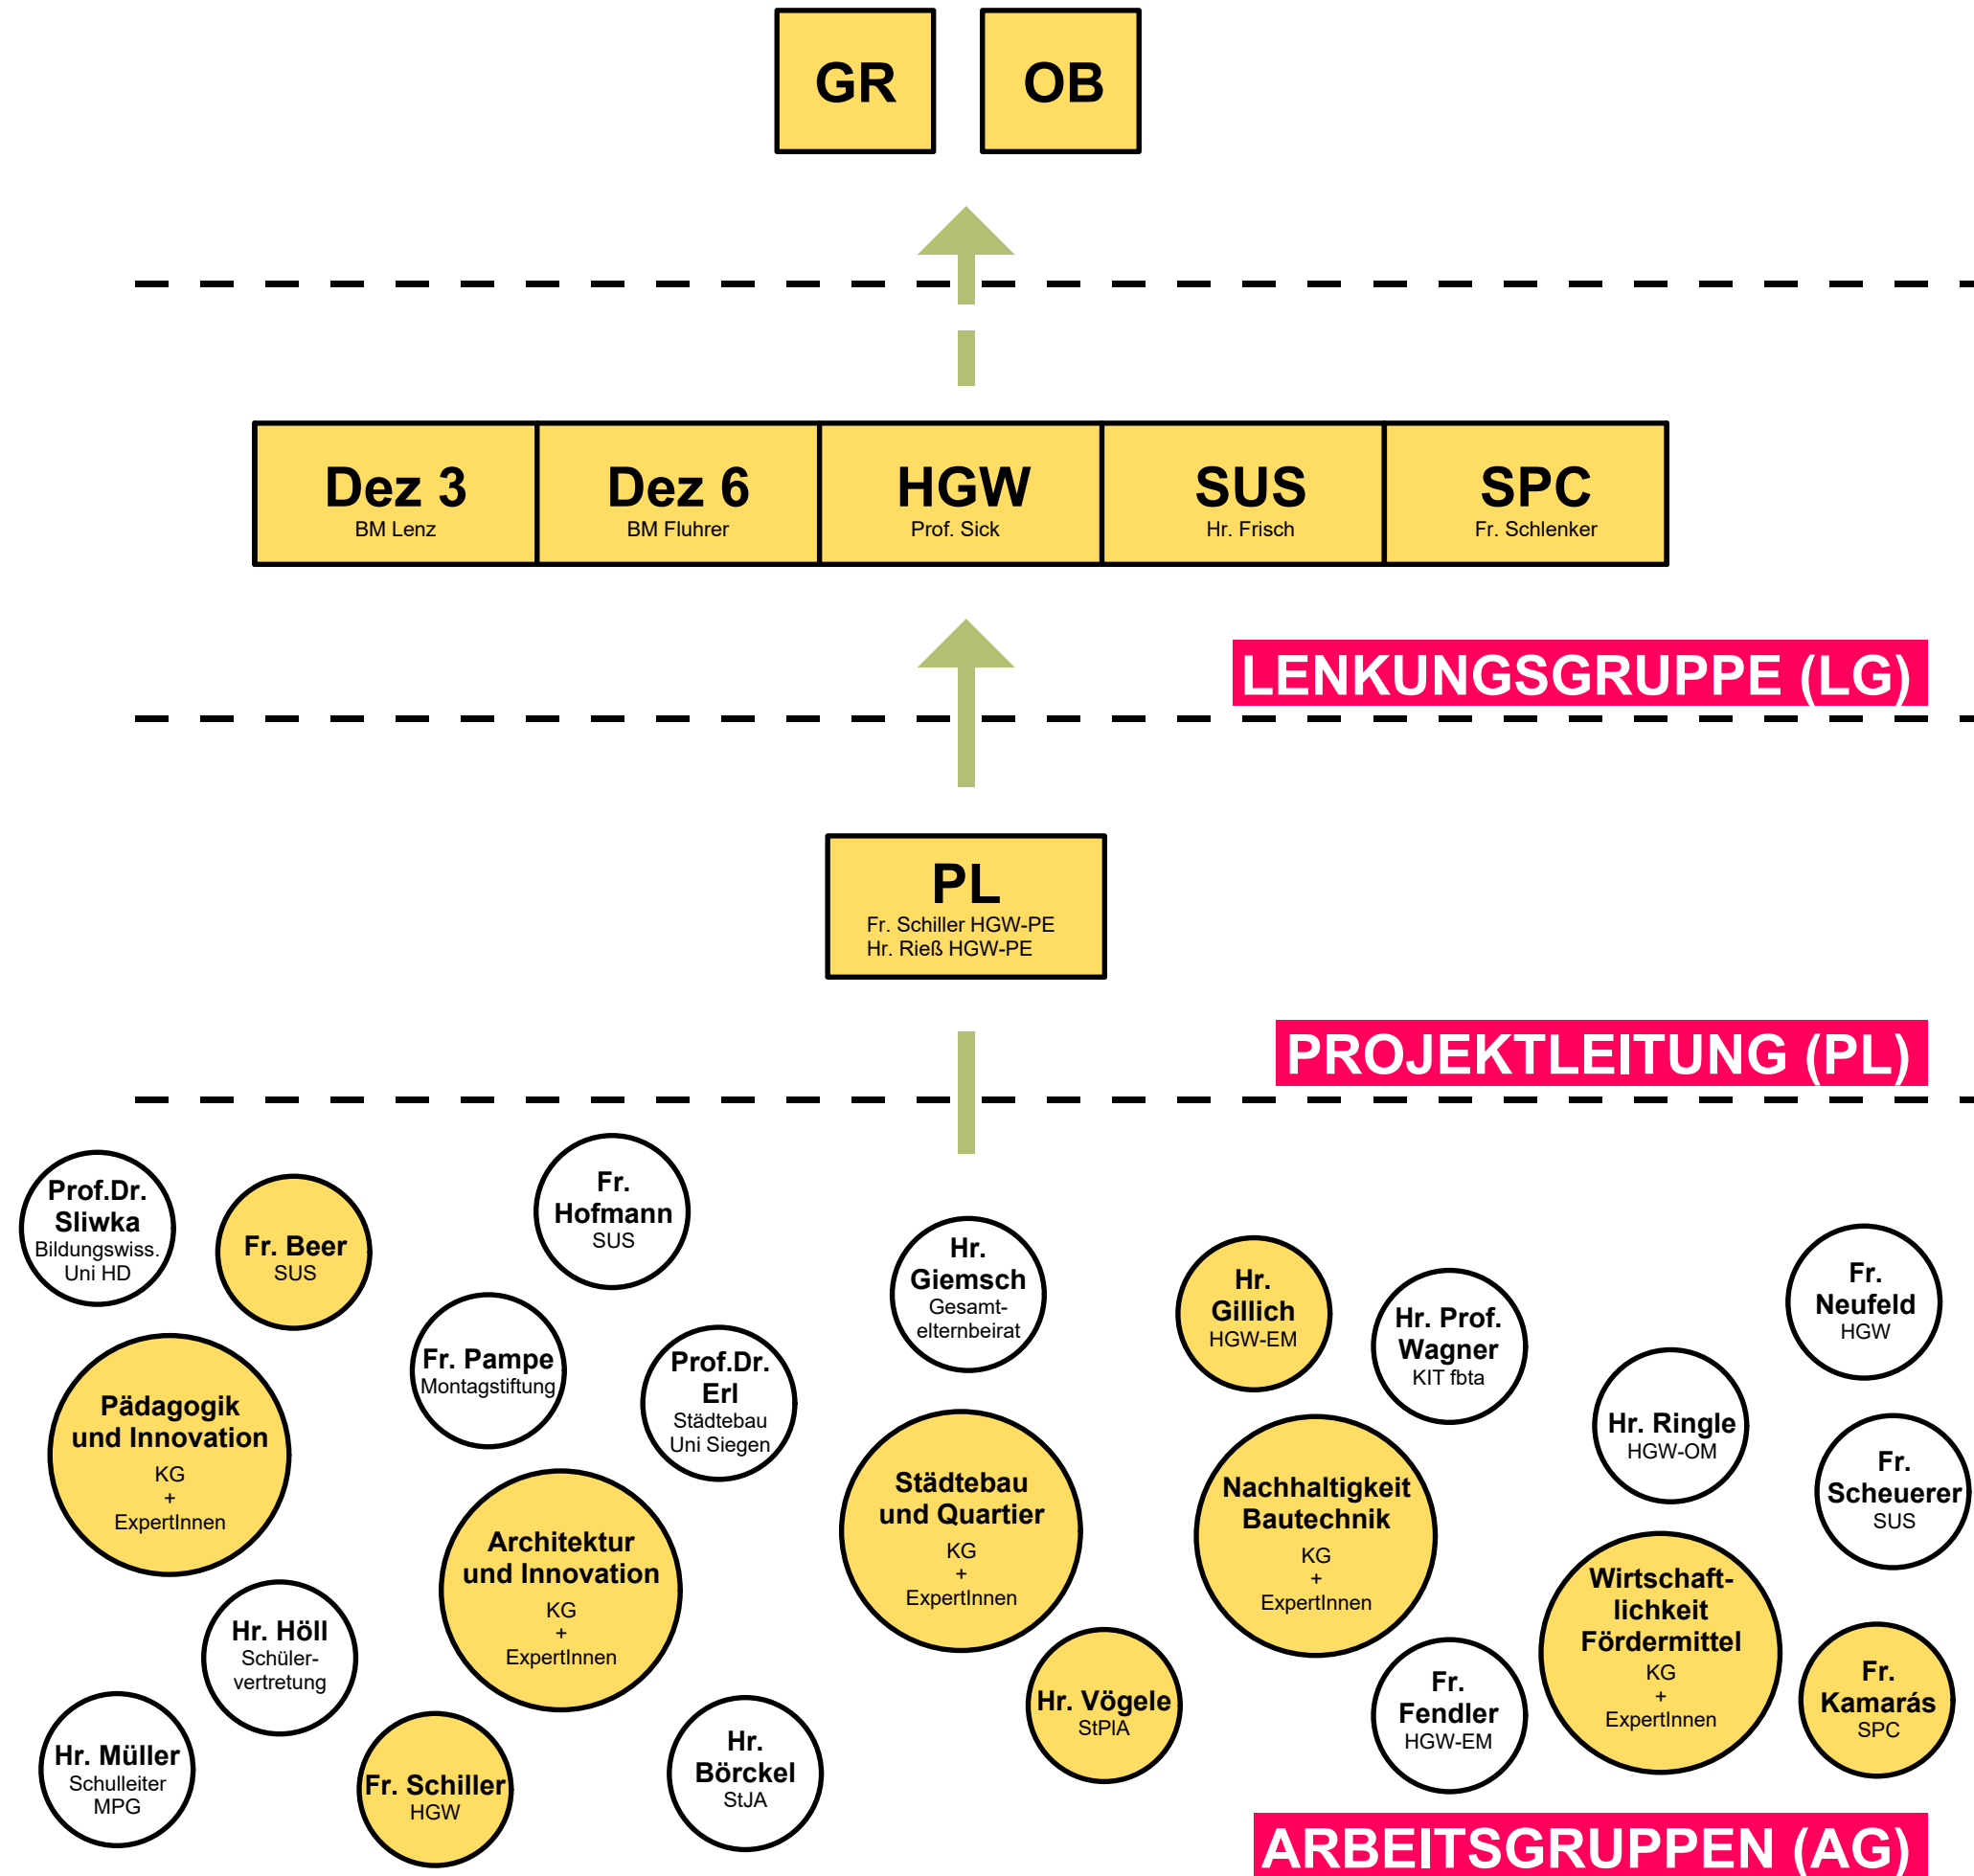 GR
OB
Dez 3
BM Lenz
Dez 6
BM Fluhrer
HGW
Prof. Sick
SUS
Hr. Frisch
SPC
Fr. Schlenker
LENKUNGSGRUPPE (LG)
PL
Fr. Schiller HGW-PE
Hr. Rieß HGW-PE
PROJEKTLEITUNG (PL)
Prof.Dr.
Sliwka
Bildungswiss.
Uni HD
Fr. Beer
SUS
Fr.
Hofmann
SUS
Hr.
Giemsch
Gesamt-
elternbeirat
Hr.
Gillich
HGW-EM
Hr. Prof.
Wagner
KIT fbta
Fr.
Neufeld
HGW
Fr. Pampe
Montagstiftung
Prof.Dr.
Erl
Städtebau
Uni Siegen
Hr. Ringle
HGW-OM
Fr.
Scheuerer
SUS
Pädagogik
und Innovation
KG
+
ExpertInnen
Architektur
und Innovation
KG
+
ExpertInnen
Städtebau
und Quartier
KG
+
ExpertInnen
Nachhaltigkeit
Bautechnik
KG
+
ExpertInnen
Wirtschaft-
lichkeit
Fördermittel
KG
+
ExpertInnen
Hr. Höll
Schüler-
vertretung
Hr. Müller
Schulleiter
MPG
Fr. Schiller
HGW
Hr.
Börckel
StJA
Hr. Vögele
StPlA
Fr.
Fendler
HGW-EM
Fr.
Kamarás
SPC
ARBEITSGRUPPEN (AG)